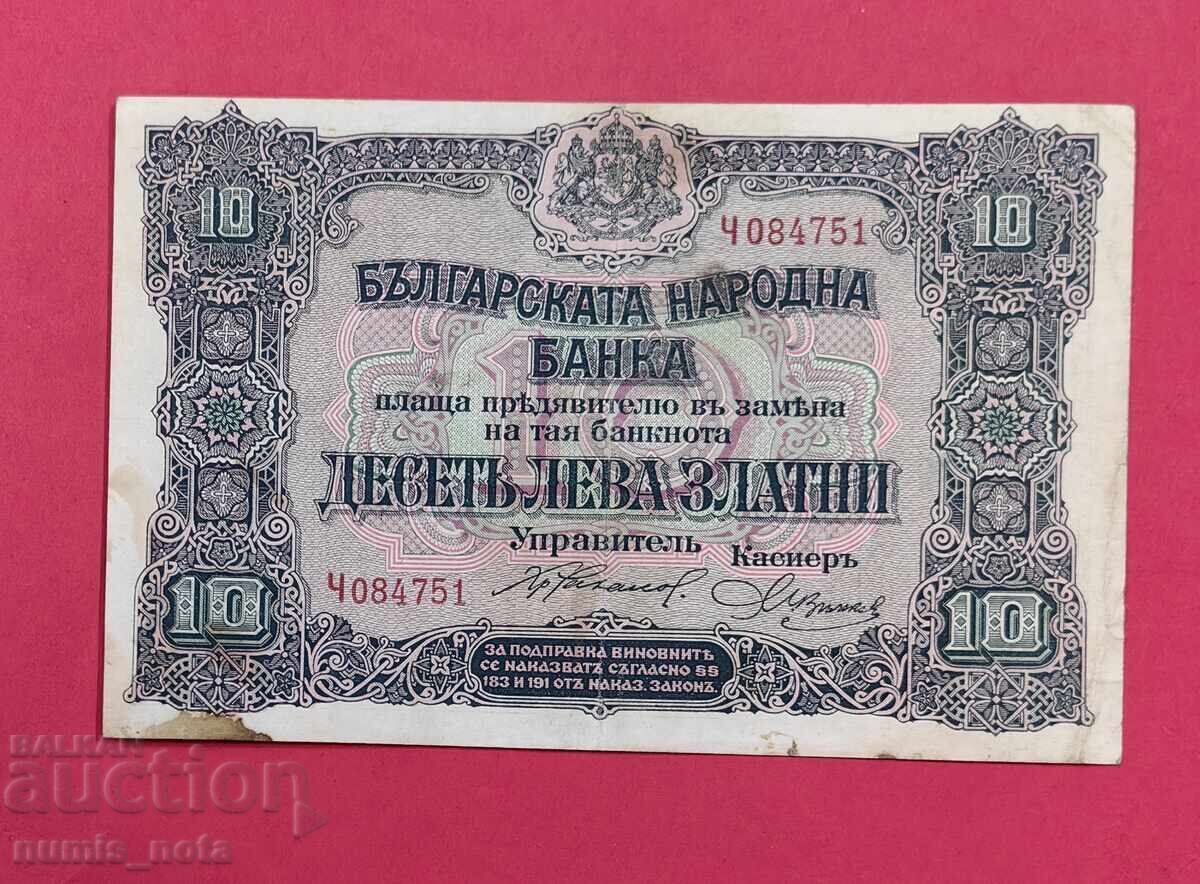 10
10
Ч084751
БЪЛГАРСКАТА НАРОДНА
БАНКА
плаща прѣдявителю въ замѣна
на тая банкнота
10
ДЕСЕТЬ ЛЕВА ЗЛАТНИ
Управитель Касиеръ
Ч084751
10
10
ЗА ПОДПРАВКА ВИНОВНИТѢ
СЕ НАКАЗВАТЪ СЪГЛАСНО §§
183 И 191 ОТЪ НАКАЗ. ЗАКОНЪ.
BALKAN
auction
numis_nota